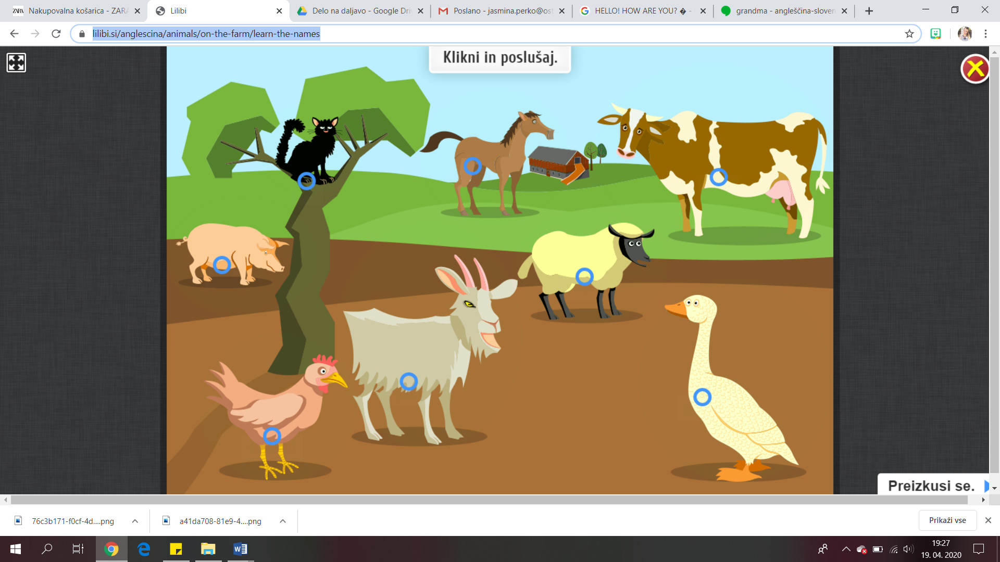 ZARA Nakupovalna košarica - ZARA
Lilibi
Delo na daljavo - Google Dri
Poslano - jasmina.perko@os
HELLO! HOW ARE YOU? � -
grandma - angleščina-sloven
lilibi.si/anglescina/animals/on-the-farm/learn-the-names
Klikni in poslušaj.
Preizkusi se.
76c3b171-f0cf-4d....png
a41da708-81e9-4....png
Prikaži vse
19:27
19. 04. 2020